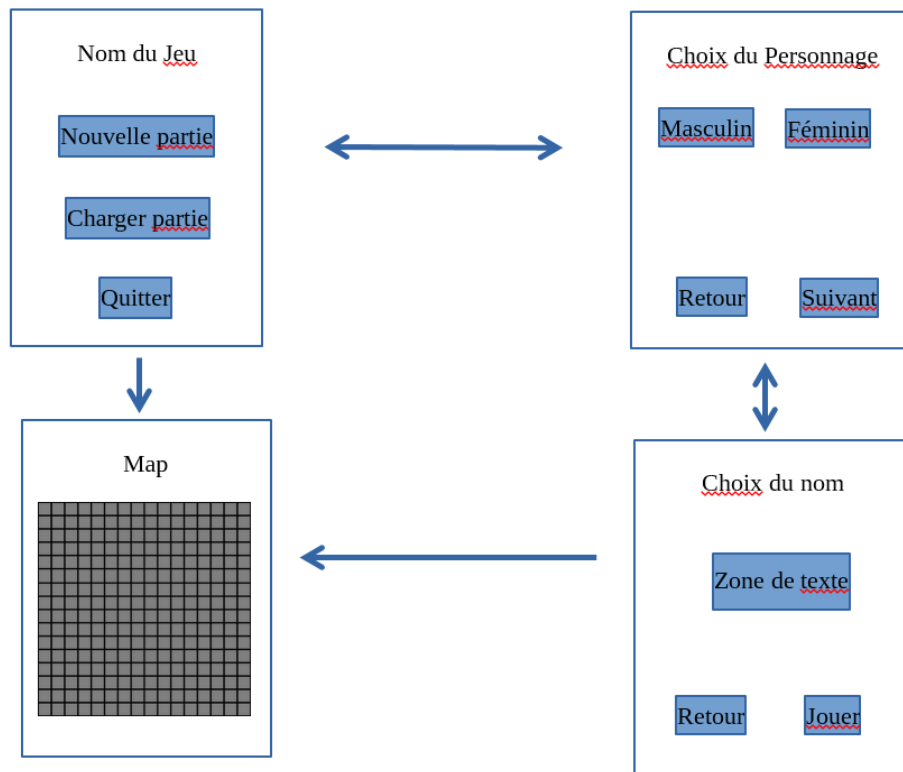 Nom du Jeu
Nouvelle partie
Charger partie
Quitter
Choix du Personnage
Masculin
Féminin
Retour
Suivant
Map
Choix du nom
Zone de texte
Retour
Jouer